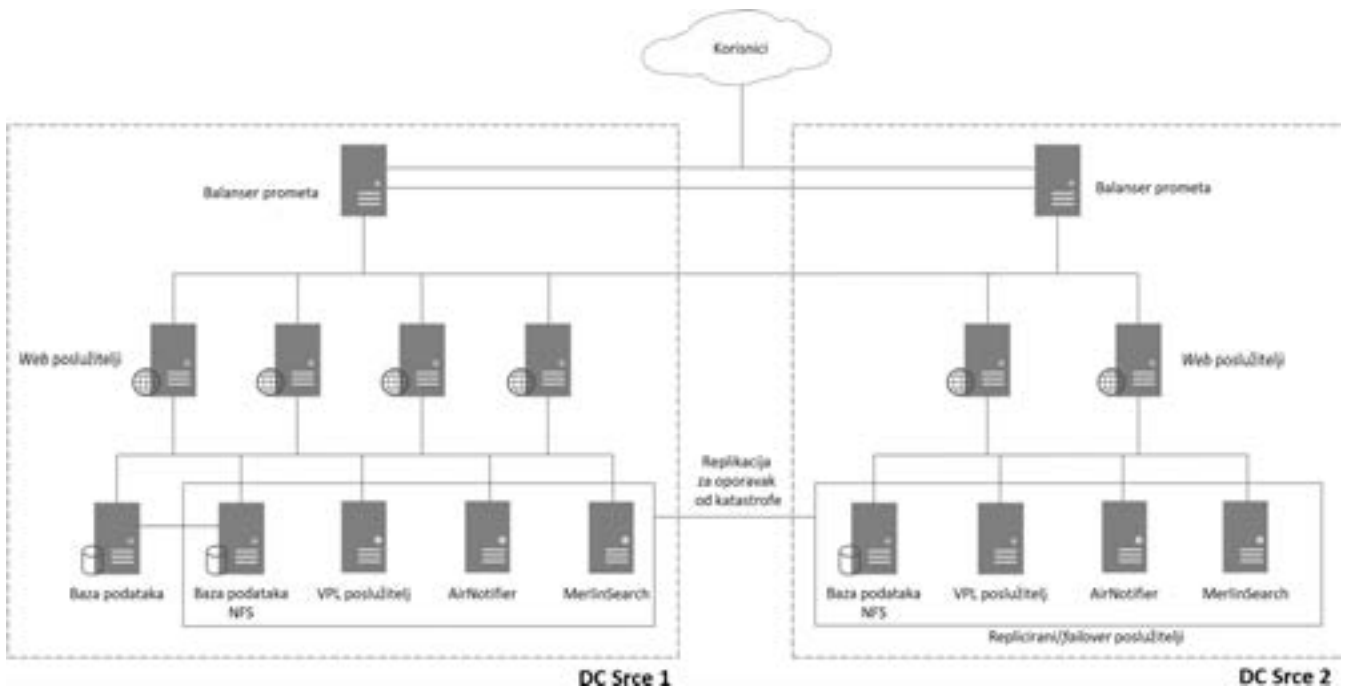 Korisnici
Balanser prometa
Balanser prometa
Web poslužitelji
Web poslužitelji
Replikacija
za oporavak
od katastrofe
Baza podataka
Baza podataka
NFS
VPL poslužitelj
AirNotifier
MerlinSearch
Baza podataka
NFS
VPL poslužitelj
AirNotifier
MerlinSearch
Replicirani/failover poslužitelji
DC Srce 1
DC Srce 2